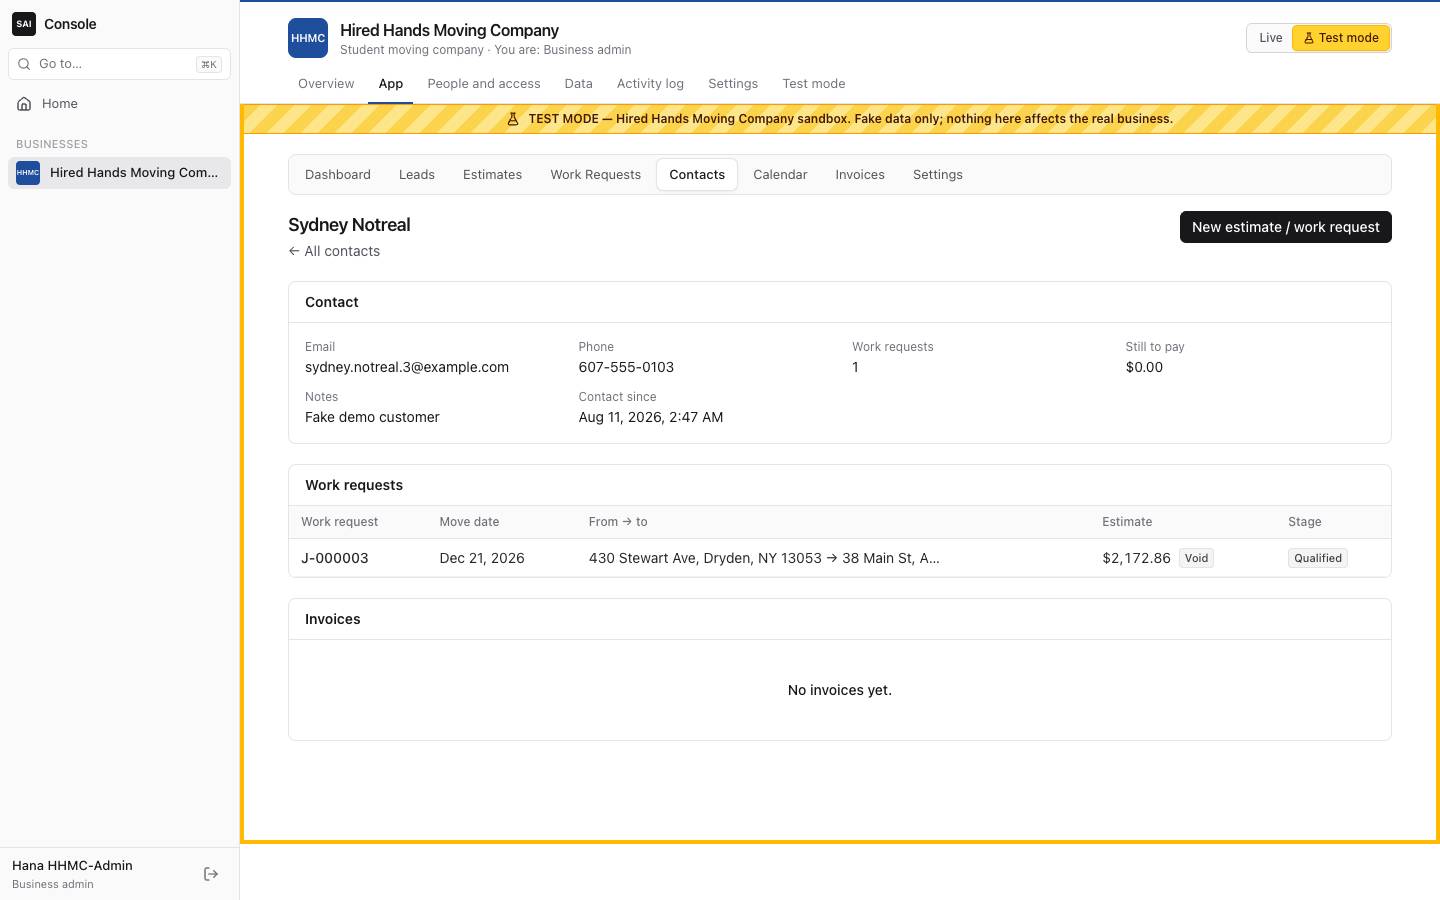 SAI Console
Go to... ⌘K
Home
BUSINESSES
HHMC Hired Hands Moving Com...
Hana HHMC-Admin
Business admin
HHMC
Hired Hands Moving Company
Student moving company · You are: Business admin
Live Test mode
Overview App People and access Data Activity log Settings Test mode
TEST MODE — Hired Hands Moving Company sandbox. Fake data only; nothing here affects the real business.
Dashboard Leads Estimates Work Requests Contacts Calendar Invoices Settings
Sydney Notreal
← All contacts
New estimate / work request
Contact
Email Phone Work requests Still to pay
sydney.notreal.3@example.com 607-555-0103 1 $0.00
Notes Contact since
Fake demo customer Aug 11, 2026, 2:47 AM
Work requests
Work request Move date From → to Estimate Stage
J-000003 Dec 21, 2026 430 Stewart Ave, Dryden, NY 13053 → 38 Main St, A... $2,172.86 Void Qualified
Invoices
No invoices yet.